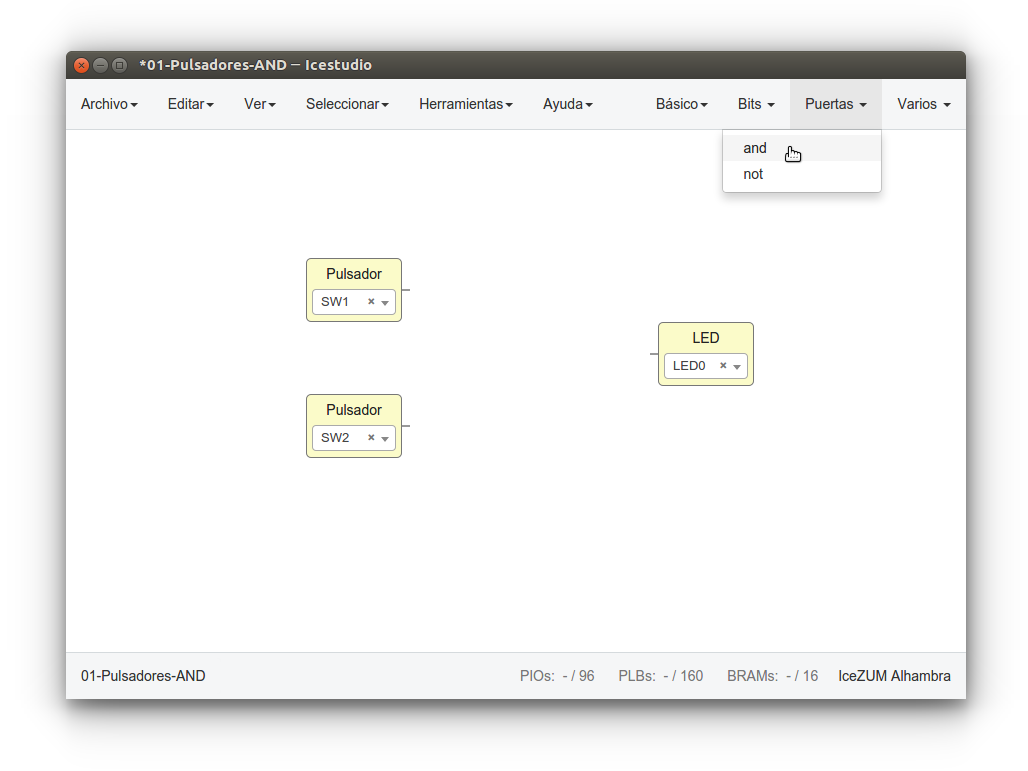 *01-Pulsadores-AND — Icestudio
Archivo Editar Ver Seleccionar Herramientas Ayuda Básico Bits Puertas Varios
and
not
Pulsador
SW1 ×
LED
LED0 ×
Pulsador
SW2 ×
01-Pulsadores-AND PIOs: - / 96 PLBs: - / 160 BRAMs: - / 16 IceZUM Alhambra